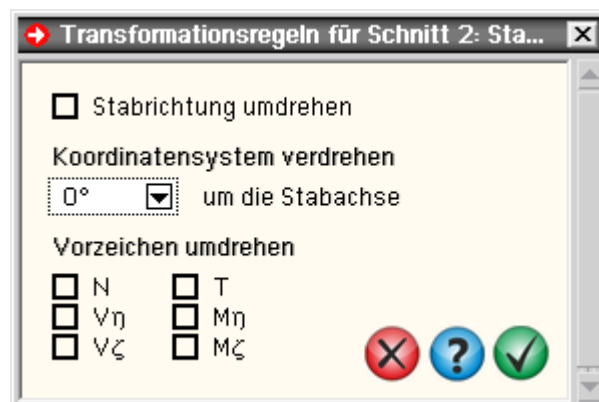 Transformationsregeln für Schnitt 2: Sta...
Stabrichtung umdrehen
Koordinatensystem verdrehen
0° um die Stabachse
Vorzeichen umdrehen
N T
Vη Mη
Vζ Mζ
?